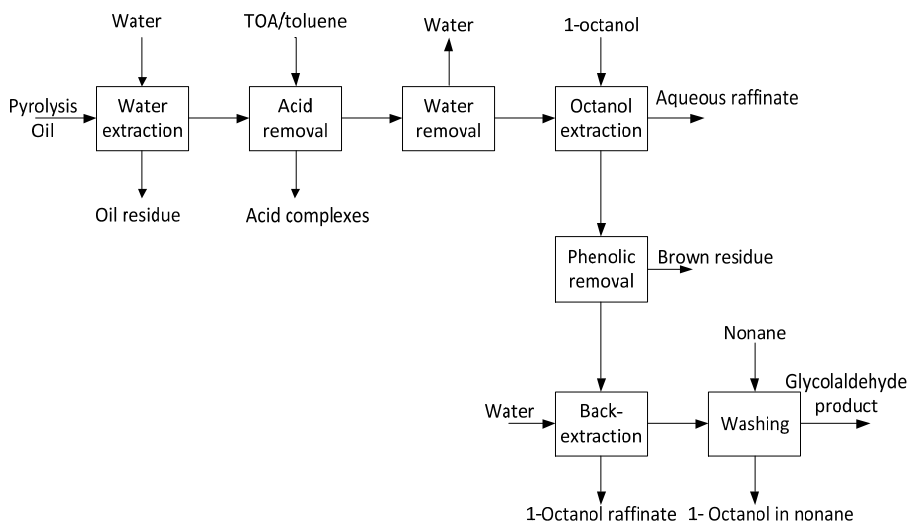 Water
TOA/toluene
Water
1-octanol
Pyrolysis
Oil
Water
extraction
Acid
removal
Water
removal
Octanol
extraction
Aqueous raffinate
Oil residue
Acid complexes
Phenolic
removal
Brown residue
Nonane
Water
Back-
extraction
Washing
Glycolaldehyde
product
1-Octanol raffinate
1- Octanol in nonane